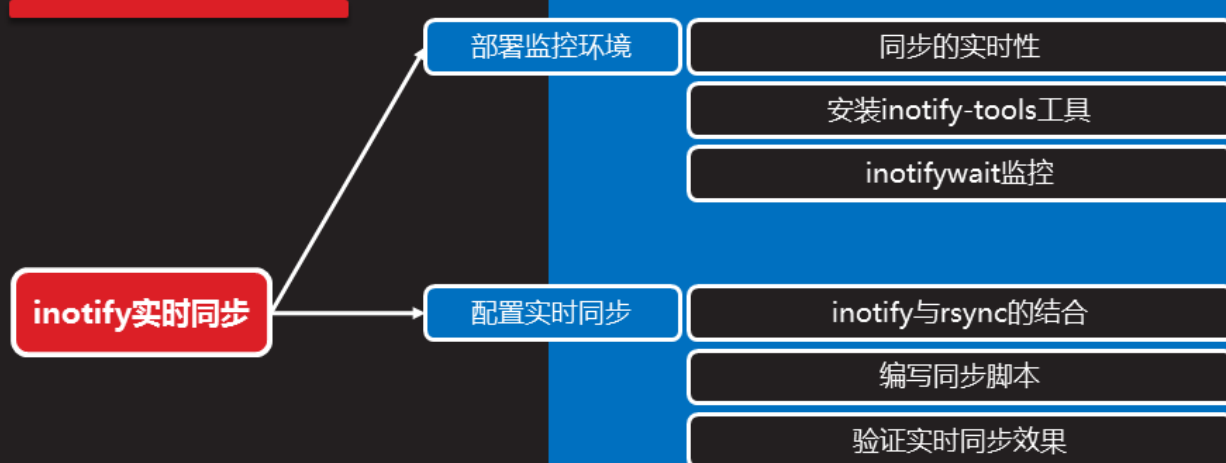 部署监控环境
同步的实时性
安装inotify-tools工具
inotifywait监控
inotify实时同步
配置实时同步
inotify与rsync的结合
编写同步脚本
验证实时同步效果